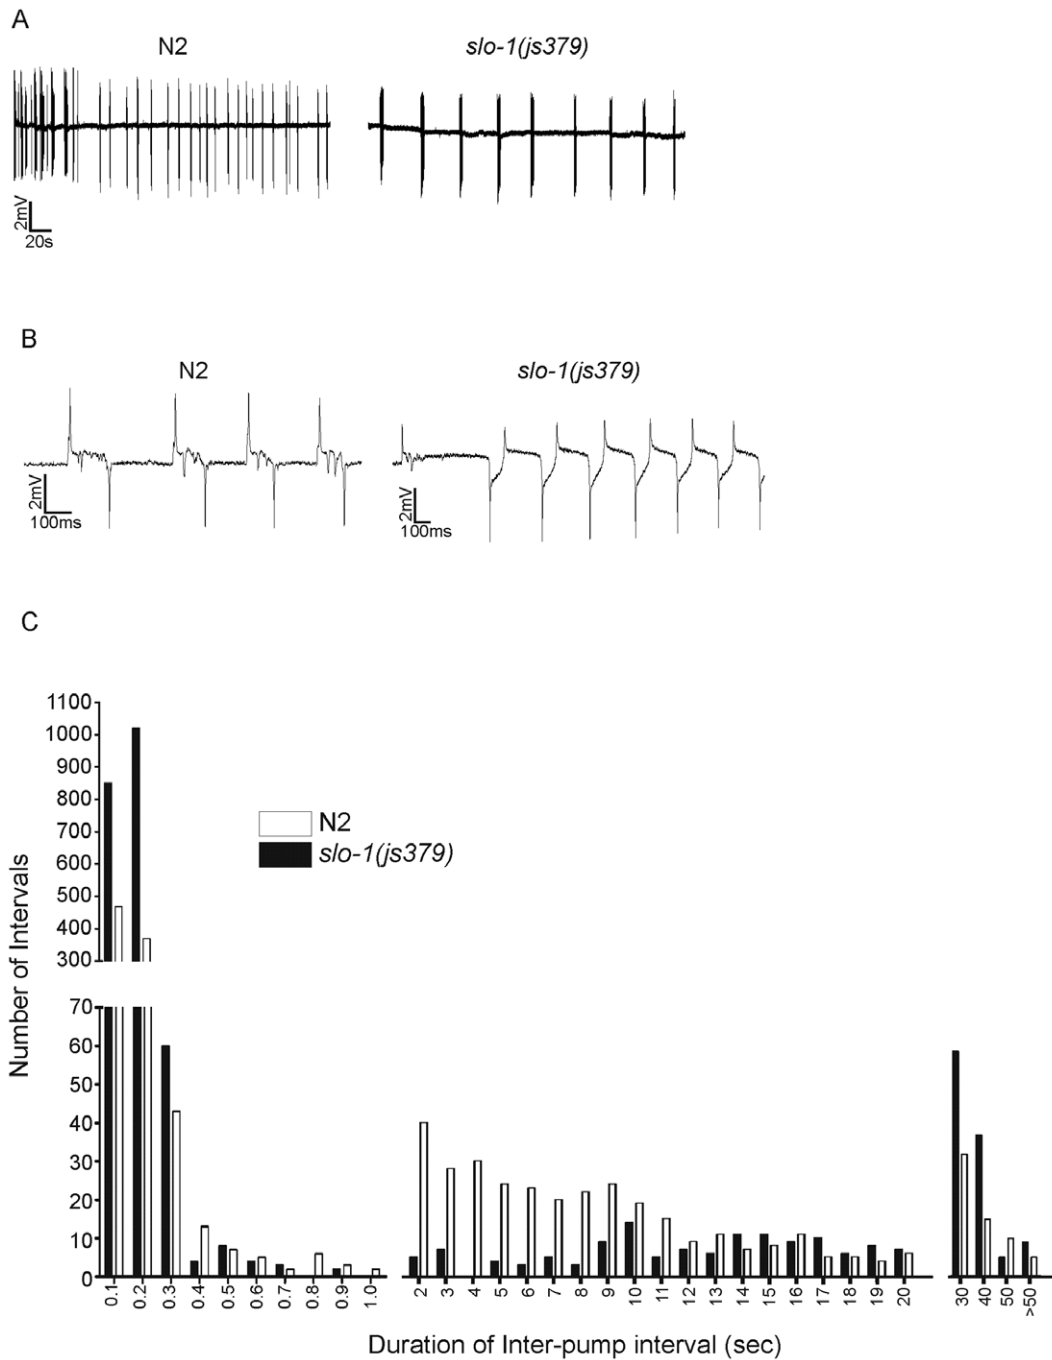 A
N2 slo-1(js379)
2mV
20s
B
N2 slo-1(js379)
2mV
100ms
2mV
100ms
C
1100
1000
900
800
700
600
500
400
300
70
60
50
40
30
20
10
0
Number of Intervals
N2
slo-1(js379)
0.1 0.2 0.3 0.4 0.5 0.6 0.7 0.8 0.9 1.0 2 3 4 5 6 7 8 9 10 11 12 13 14 15 16 17 18 19 20 30 40 50 >50
Duration of Inter-pump interval (sec)